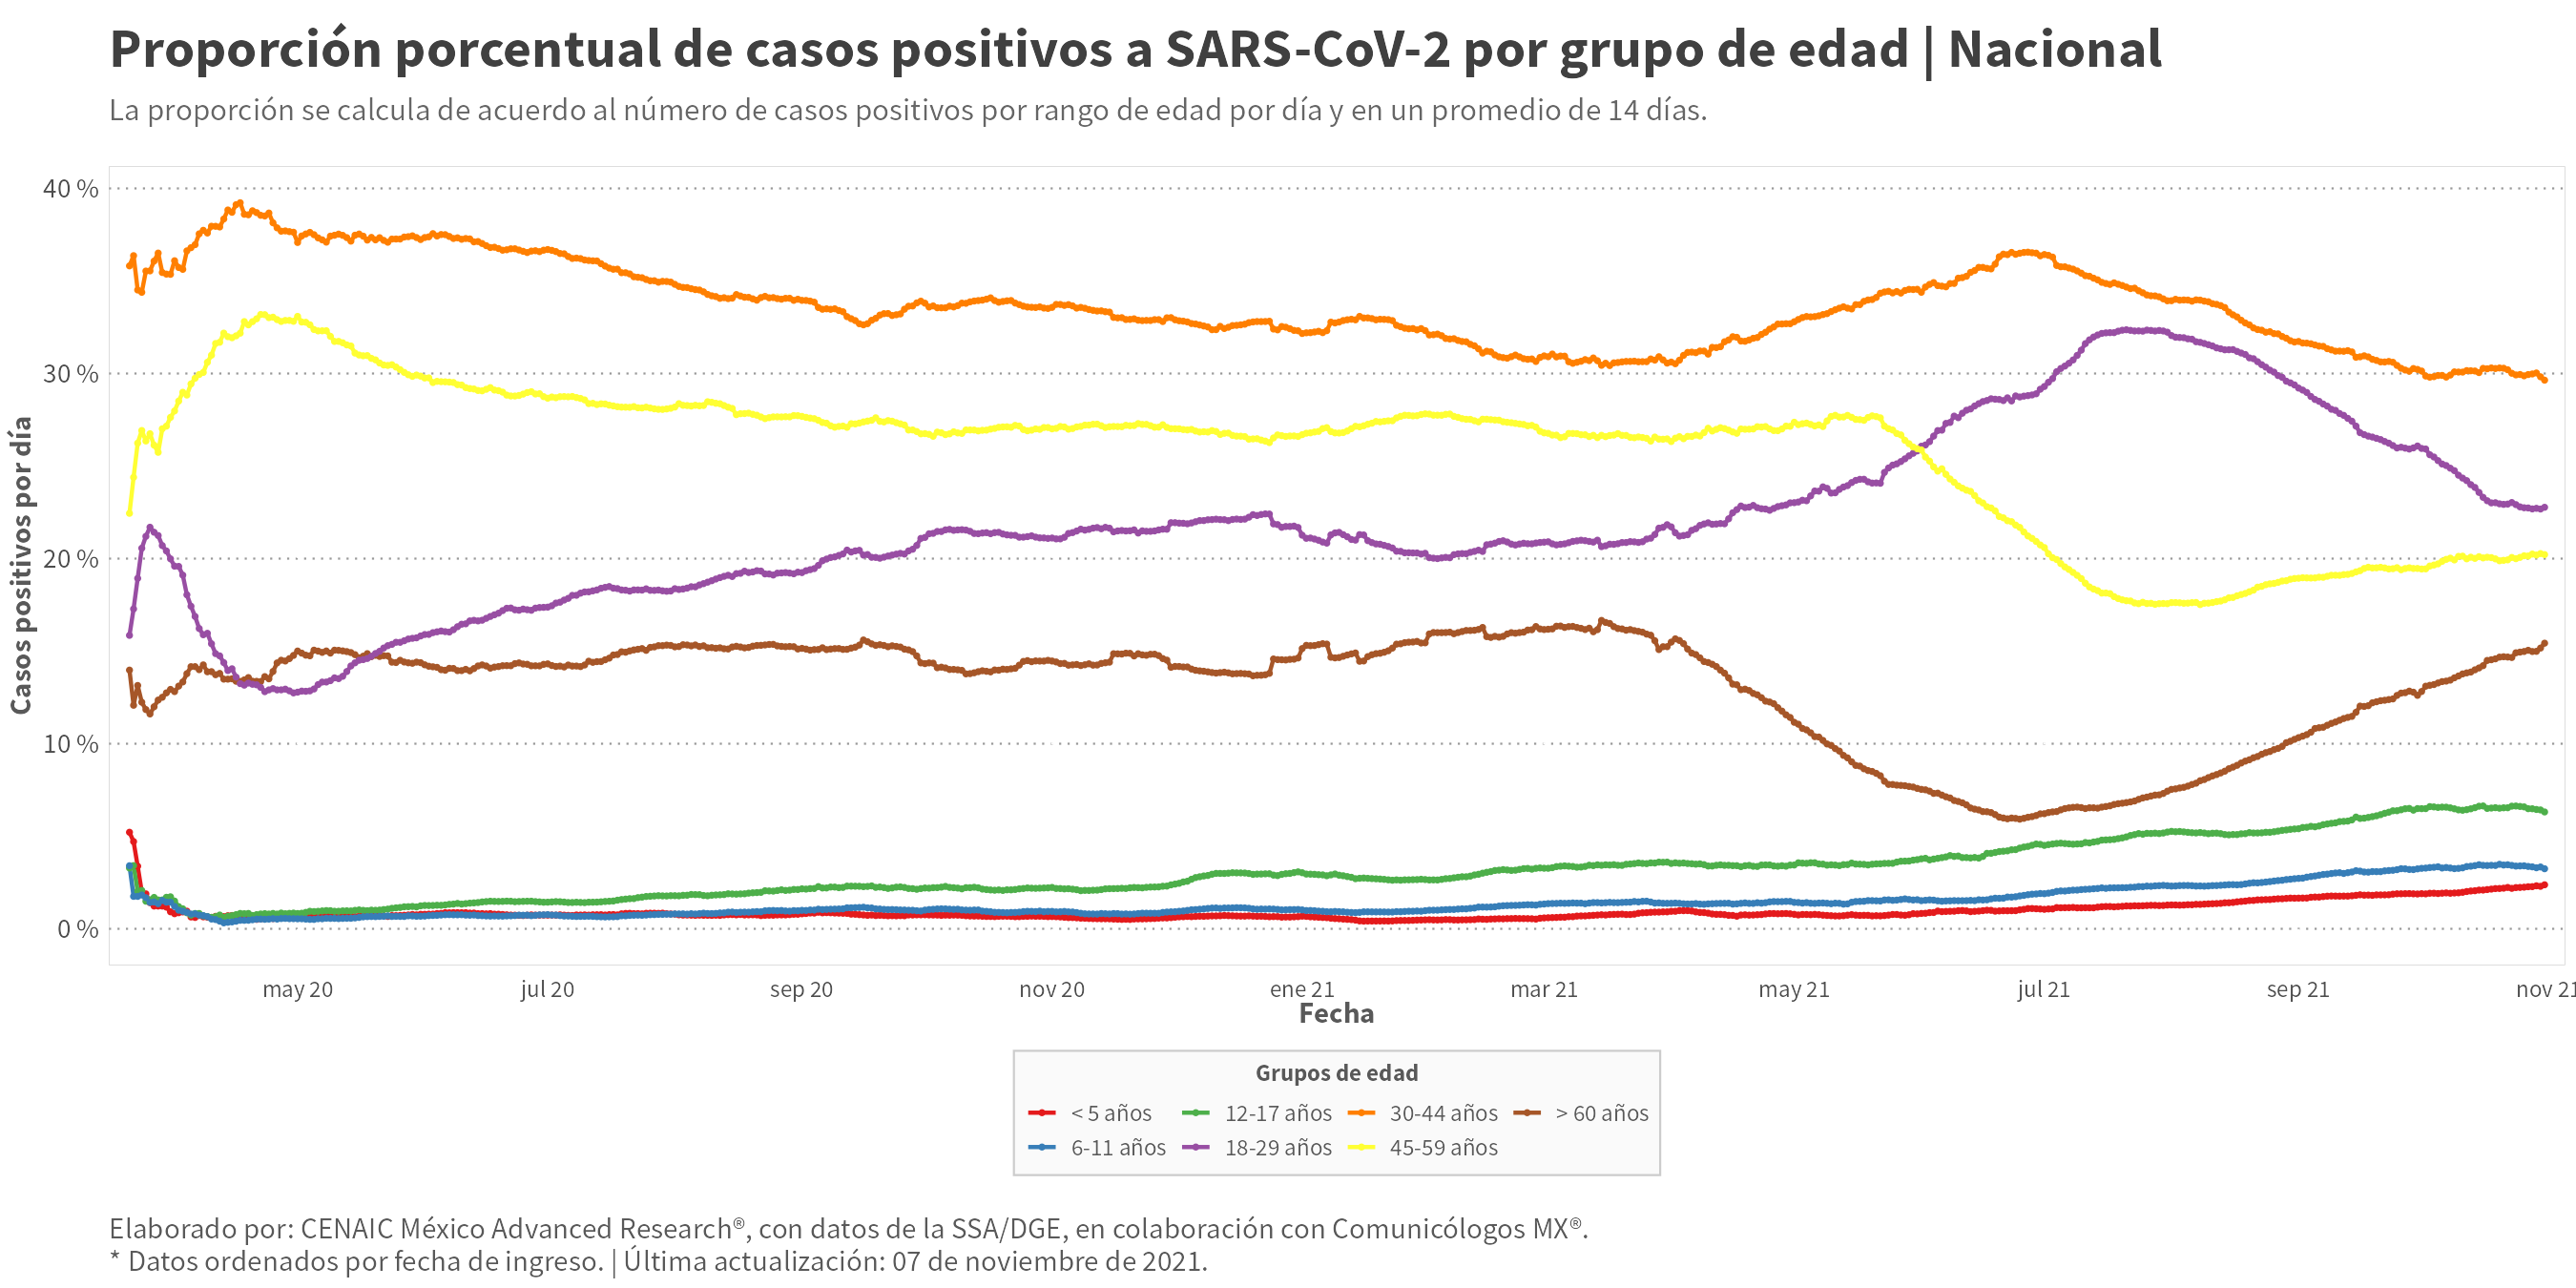 Proporción porcentual de casos positivos a SARS-CoV-2 por grupo de edad | Nacional
La proporción se calcula de acuerdo al número de casos positivos por rango de edad por día y en un promedio de 14 días.
Casos positivos por día
40 %
30 %
20 %
10 %
0 %
may 20 jul 20 sep 20 nov 20 ene 21 mar 21 may 21 jul 21 sep 21 nov 21
Fecha
Grupos de edad
< 5 años 12-17 años 30-44 años > 60 años
6-11 años 18-29 años 45-59 años
Elaborado por: CENAIC México Advanced Research®, con datos de la SSA/DGE, en colaboración con Comunicólogos MX®.
* Datos ordenados por fecha de ingreso. | Última actualización: 07 de noviembre de 2021.